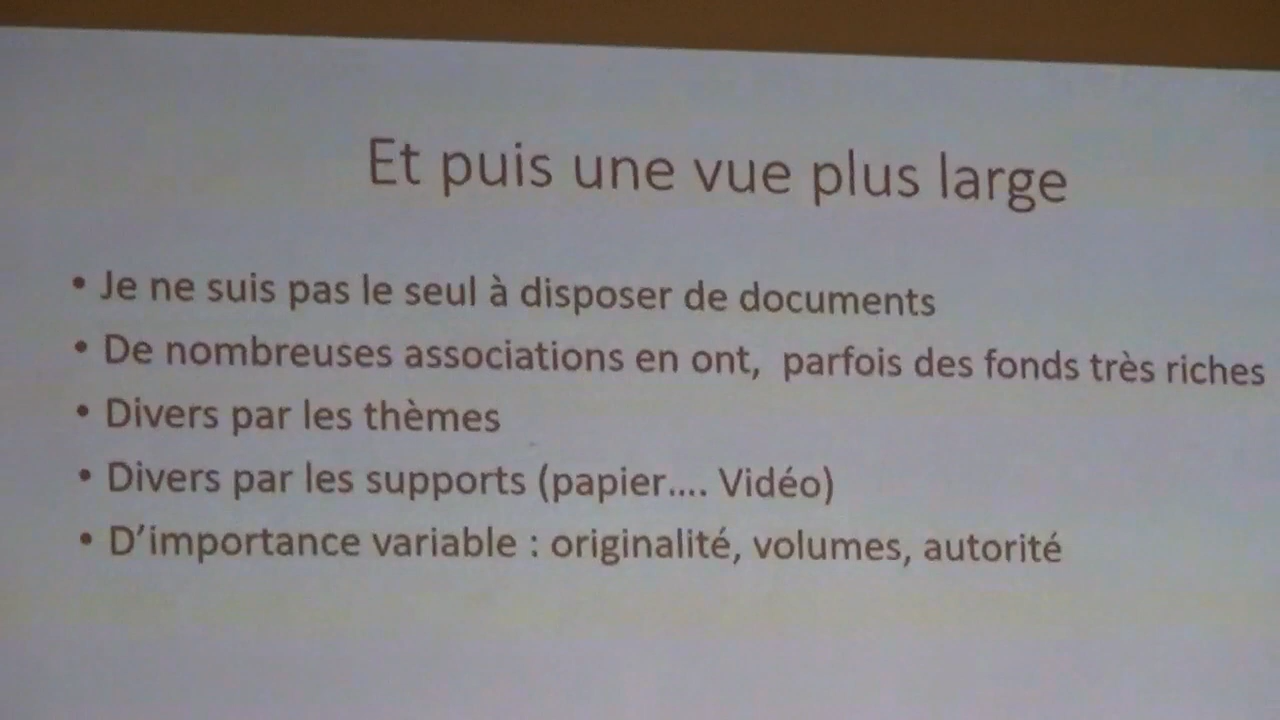 Et puis une vue plus large
• Je ne suis pas le seul à disposer de documents
• De nombreuses associations en ont, parfois des fonds très riches
• Divers par les thèmes
• Divers par les supports (papier.... Vidéo)
• D’importance variable : originalité, volumes, autorité